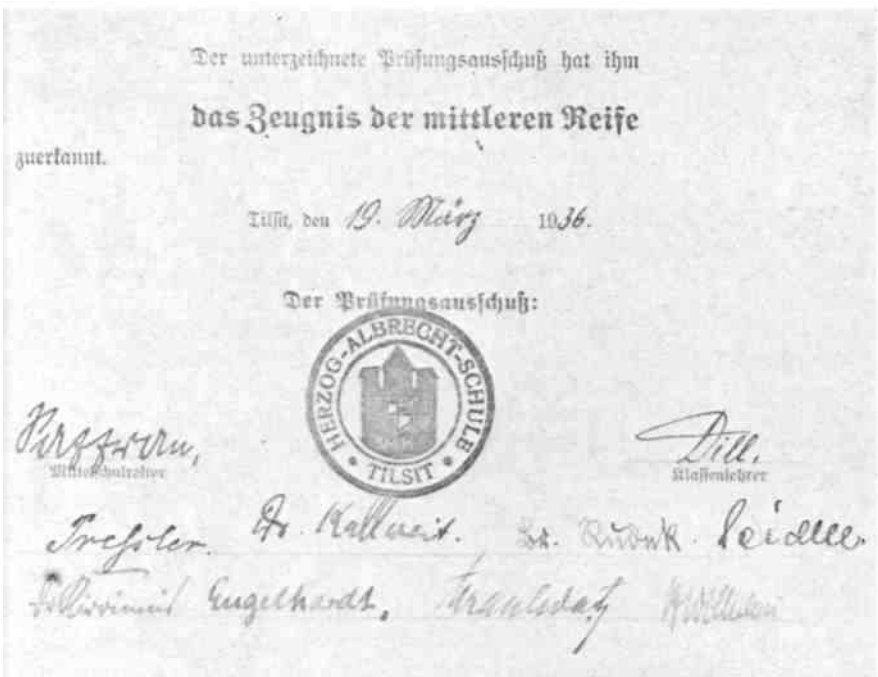 Der unterzeichnete Prüfungsausschuß hat ihm
das Zeugnis der mittleren Reife
zuerkannt.
Tilsit, den 19. März 1936.
Der Prüfungsausschuß:
HERZOG-ALBRECHT-SCHULE
TILSIT
Dill.
Mittelschulrektor Klassenlehrer
Dr. Kallweit.
Engelhardt,